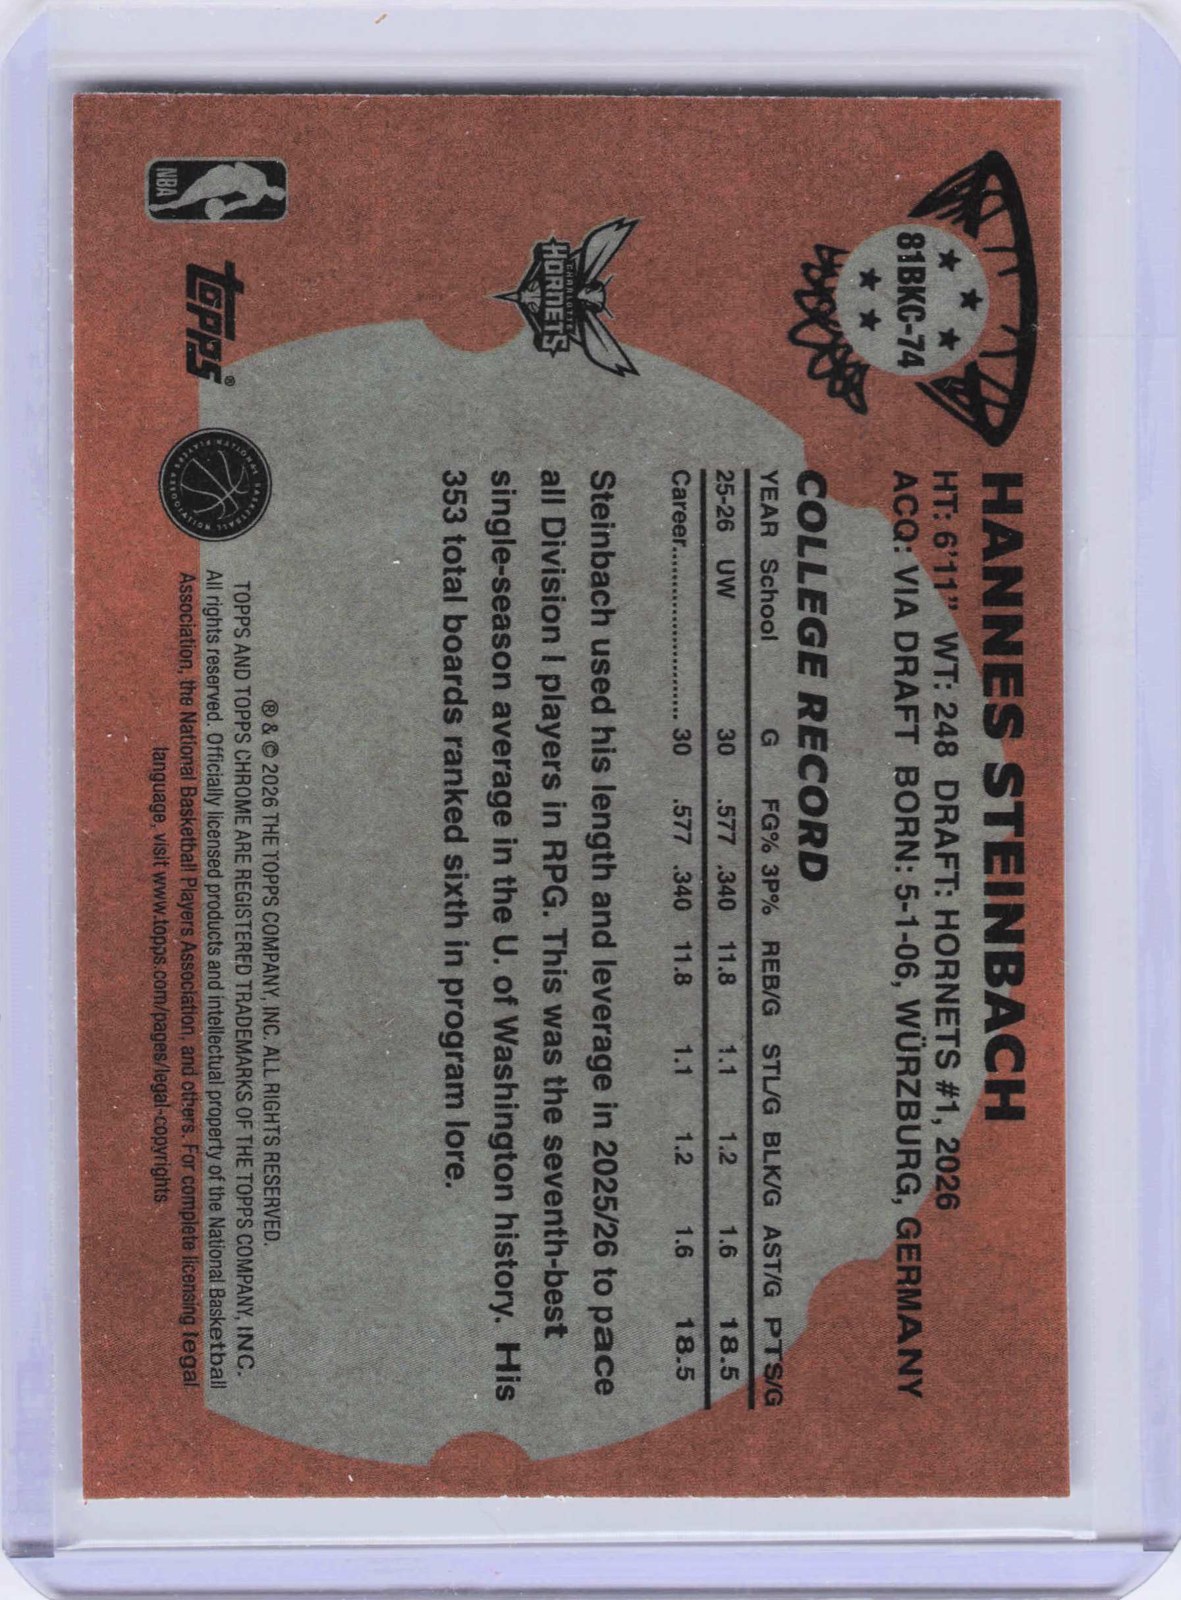 81BKC-74
HANNES STEINBACH
HT: 6'11" WT: 248 DRAFT: HORNETS #1, 2026
ACQ: VIA DRAFT BORN: 5-1-06, WÜRZBURG, GERMANY
COLLEGE RECORD
YEAR School G FG% 3P% REB/G STL/G BLK/G AST/G PTS/G
25-26 UW 30 .577 .340 11.8 1.1 1.2 1.6 18.5
Career.................... 30 .577 .340 11.8 1.1 1.2 1.6 18.5
Steinbach used his length and leverage in 2025/26 to pace
all Division I players in RPG. This was the seventh-best
single-season average in the U. of Washington history. His
353 total boards ranked sixth in program lore.
CHARLOTTE
HORNETS
NBA
topps®
NATIONAL BASKETBALL PLAYERS ASSOCIATION
® & © 2026 THE TOPPS COMPANY, INC. ALL RIGHTS RESERVED.
TOPPS AND TOPPS CHROME ARE REGISTERED TRADEMARKS OF THE TOPPS COMPANY, INC.
All rights reserved. Officially licensed products and intellectual property of the National Basketball
Association, the National Basketball Players Association, and others. For complete licensing legal
language, visit www.topps.com/pages/legal-copyrights